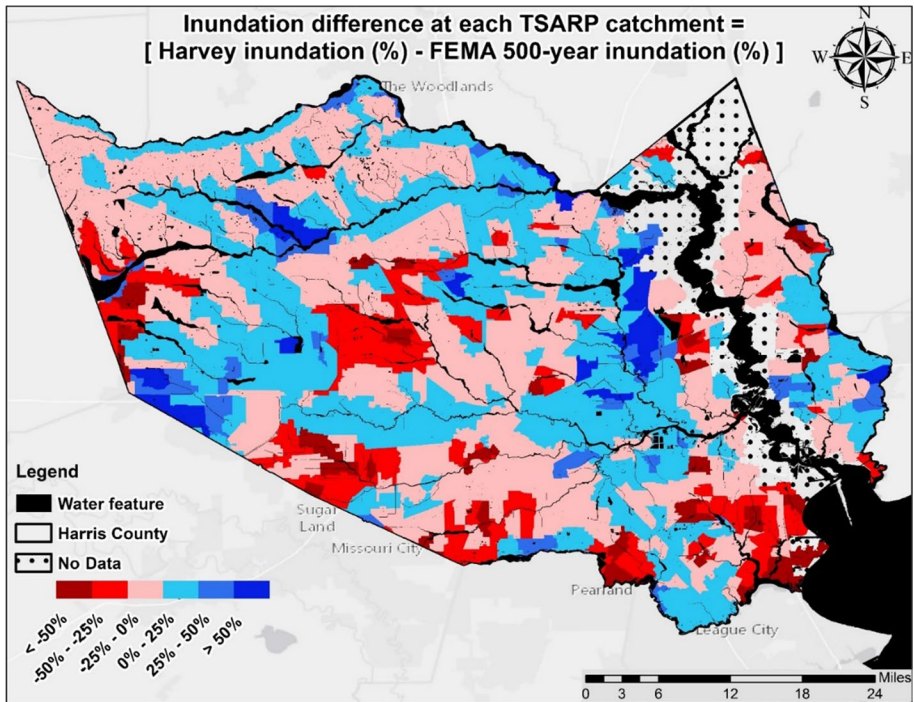 Inundation difference at each TSARP catchment =
[ Harvey inundation (%) - FEMA 500-year inundation (%) ]
N
W E
S
The Woodlands
Sugar
Land
Missouri City
Pearland
League City
Legend
Water feature
Harris County
No Data
< -50%
-50% - -25%
-25% - 0%
0% - 25%
25% - 50%
> 50%
Miles
0 3 6 12 18 24